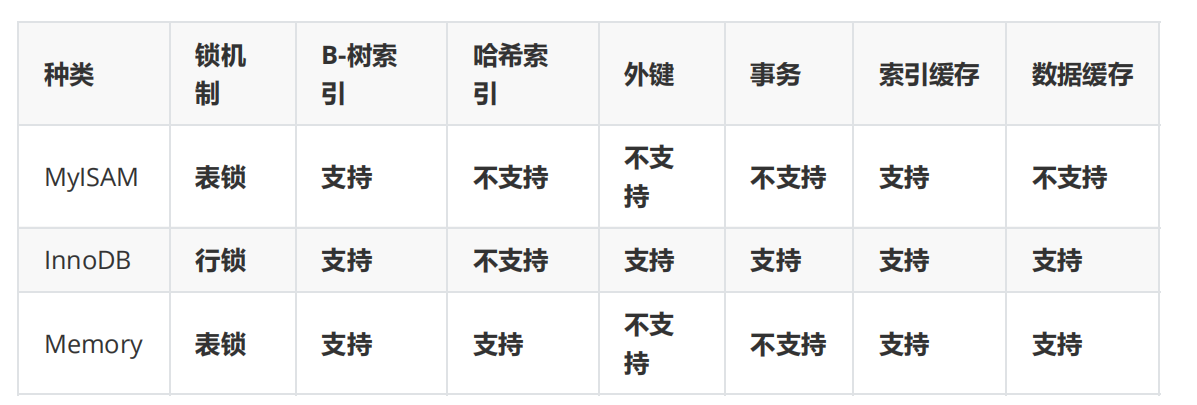 种类 锁机制 B-树索引 哈希索引 外键 事务 索引缓存 数据缓存
MyISAM 表锁 支持 不支持 不支持 不支持 支持 不支持
InnoDB 行锁 支持 不支持 支持 支持 支持 支持
Memory 表锁 支持 支持 不支持 不支持 支持 支持